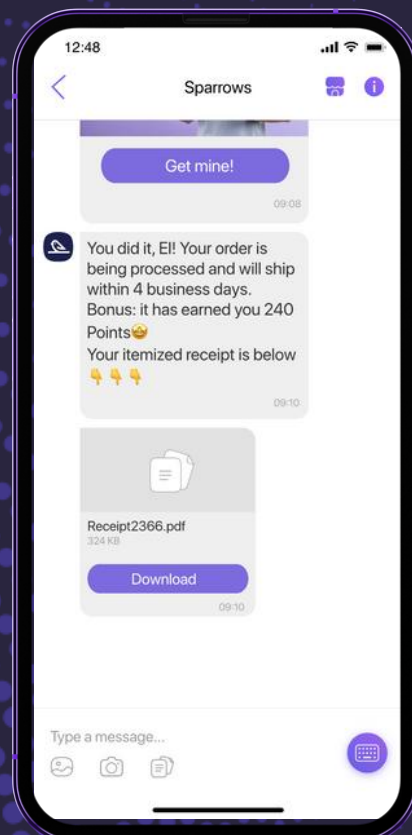 12:48
Sparrows
Get mine!
09:08
You did it, El! Your order is
being processed and will ship
within 4 business days.
Bonus: it has earned you 240
Points🤩
Your itemized receipt is below
👇👇👇
09:10
Receipt2366.pdf
324 KB
Download
09:10
Type a message...